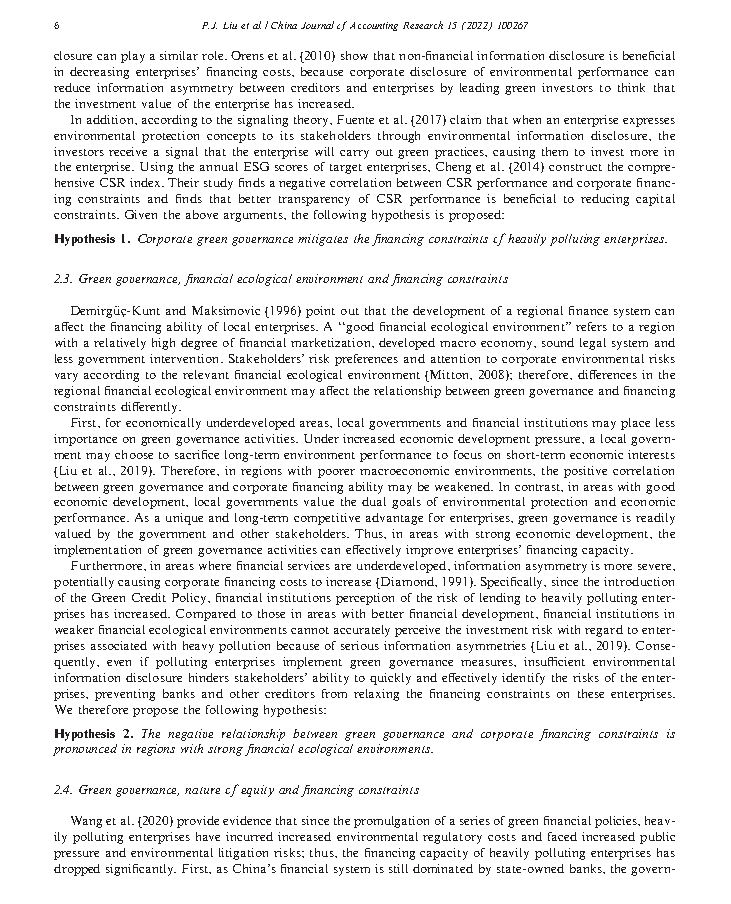 6
P.J. Liu et al. / China Journal of Accounting Research 15 (2022) 100267
closure can play a similar role. Orens et al. (2010) show that non-financial information disclosure is beneficial
in decreasing enterprises’ financing costs, because corporate disclosure of environmental performance can
reduce information asymmetry between creditors and enterprises by leading green investors to think that
the investment value of the enterprise has increased.
In addition, according to the signaling theory, Fuente et al. (2017) claim that when an enterprise expresses
environmental protection concepts to its stakeholders through environmental information disclosure, the
investors receive a signal that the enterprise will carry out green practices, causing them to invest more in
the enterprise. Using the annual ESG scores of target enterprises, Cheng et al. (2014) construct the compre-
hensive CSR index. Their study finds a negative correlation between CSR performance and corporate financ-
ing constraints and finds that better transparency of CSR performance is beneficial to reducing capital
constraints. Given the above arguments, the following hypothesis is proposed:
Hypothesis 1. Corporate green governance mitigates the financing constraints of heavily polluting enterprises.
2.3. Green governance, financial ecological environment and financing constraints
Demirgüç-Kunt and Maksimovic (1996) point out that the development of a regional finance system can
affect the financing ability of local enterprises. A “good financial ecological environment” refers to a region
with a relatively high degree of financial marketization, developed macro economy, sound legal system and
less government intervention. Stakeholders’ risk preferences and attention to corporate environmental risks
vary according to the relevant financial ecological environment (Mitton, 2008); therefore, differences in the
regional financial ecological environment may affect the relationship between green governance and financing
constraints differently.
First, for economically underdeveloped areas, local governments and financial institutions may place less
importance on green governance activities. Under increased economic development pressure, a local govern-
ment may choose to sacrifice long-term environment performance to focus on short-term economic interests
(Liu et al., 2019). Therefore, in regions with poorer macroeconomic environments, the positive correlation
between green governance and corporate financing ability may be weakened. In contrast, in areas with good
economic development, local governments value the dual goals of environmental protection and economic
performance. As a unique and long-term competitive advantage for enterprises, green governance is readily
valued by the government and other stakeholders. Thus, in areas with strong economic development, the
implementation of green governance activities can effectively improve enterprises’ financing capacity.
Furthermore, in areas where financial services are underdeveloped, information asymmetry is more severe,
potentially causing corporate financing costs to increase (Diamond, 1991). Specifically, since the introduction
of the Green Credit Policy, financial institutions perception of the risk of lending to heavily polluting enter-
prises has increased. Compared to those in areas with better financial development, financial institutions in
weaker financial ecological environments cannot accurately perceive the investment risk with regard to enter-
prises associated with heavy pollution because of serious information asymmetries (Liu et al., 2019). Conse-
quently, even if polluting enterprises implement green governance measures, insufficient environmental
information disclosure hinders stakeholders’ ability to quickly and effectively identify the risks of the enter-
prises, preventing banks and other creditors from relaxing the financing constraints on these enterprises.
We therefore propose the following hypothesis:
Hypothesis 2. The negative relationship between green governance and corporate financing constraints is
pronounced in regions with strong financial ecological environments.
2.4. Green governance, nature of equity and financing constraints
Wang et al. (2020) provide evidence that since the promulgation of a series of green financial policies, heav-
ily polluting enterprises have incurred increased environmental regulatory costs and faced increased public
pressure and environmental litigation risks; thus, the financing capacity of heavily polluting enterprises has
dropped significantly. First, as China’s financial system is still dominated by state-owned banks, the govern-